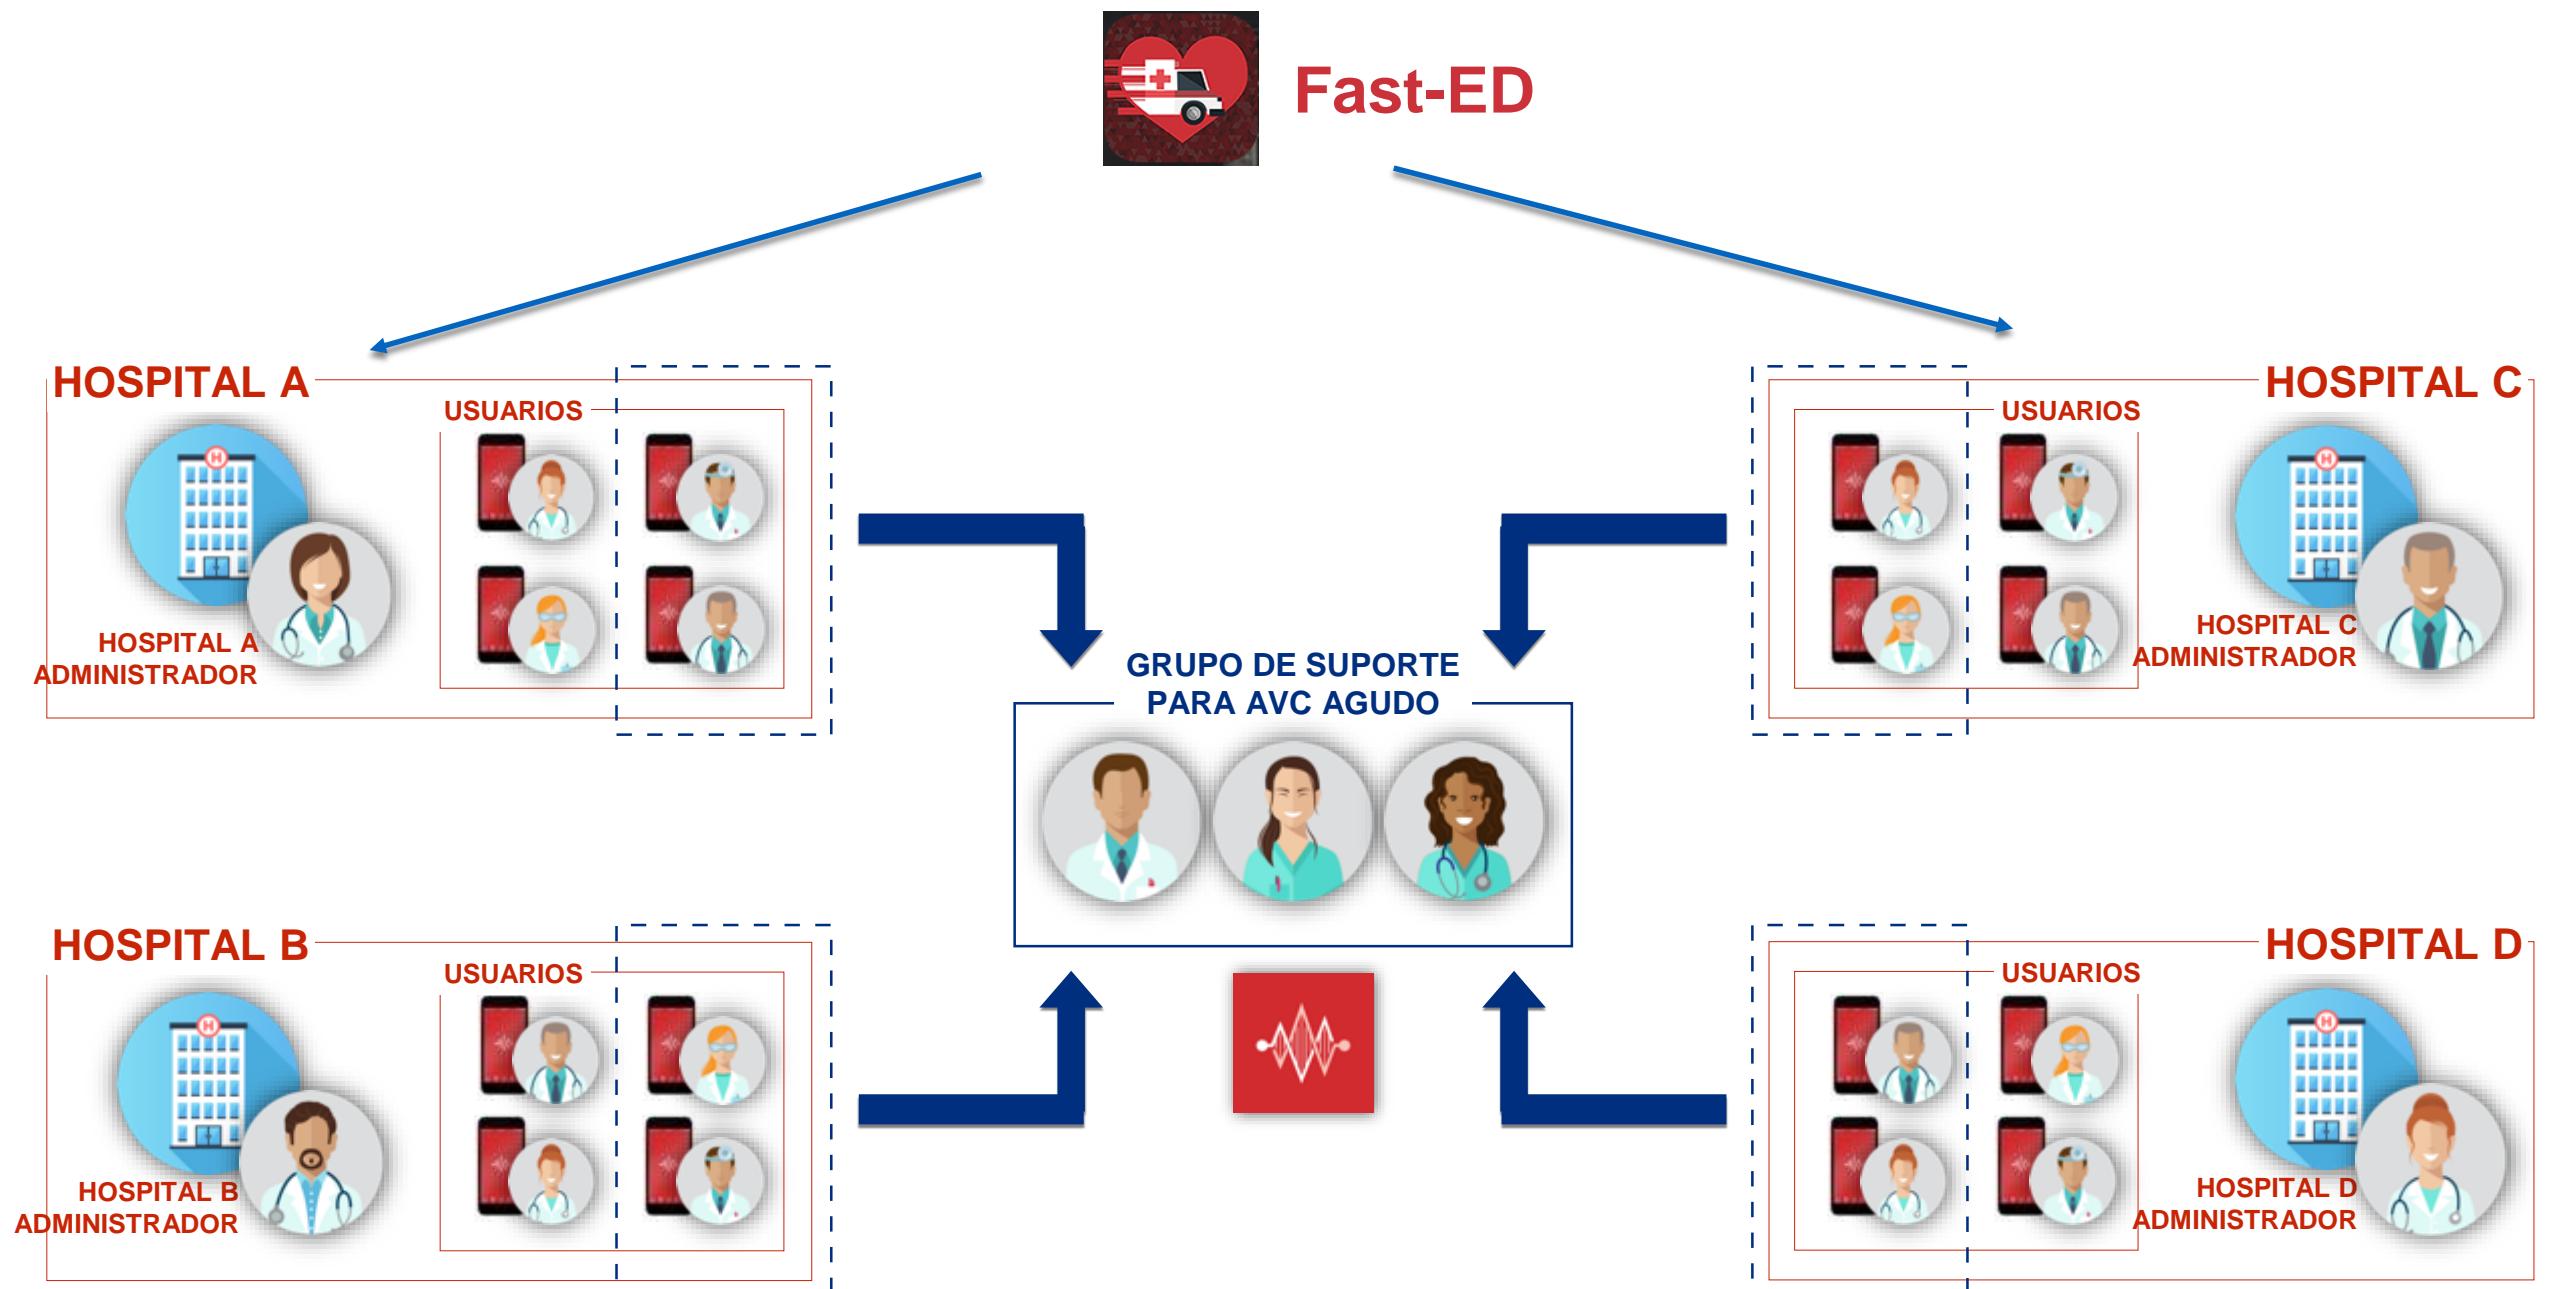 Fast-ED
HOSPITAL A
USUARIOS
HOSPITAL A
ADMINISTRADOR
HOSPITAL C
USUARIOS
HOSPITAL C
ADMINISTRADOR
GRUPO DE SUPORTE
PARA AVC AGUDO
HOSPITAL B
USUARIOS
HOSPITAL B
ADMINISTRADOR
HOSPITAL D
USUARIOS
HOSPITAL D
ADMINISTRADOR
H
H
H
H